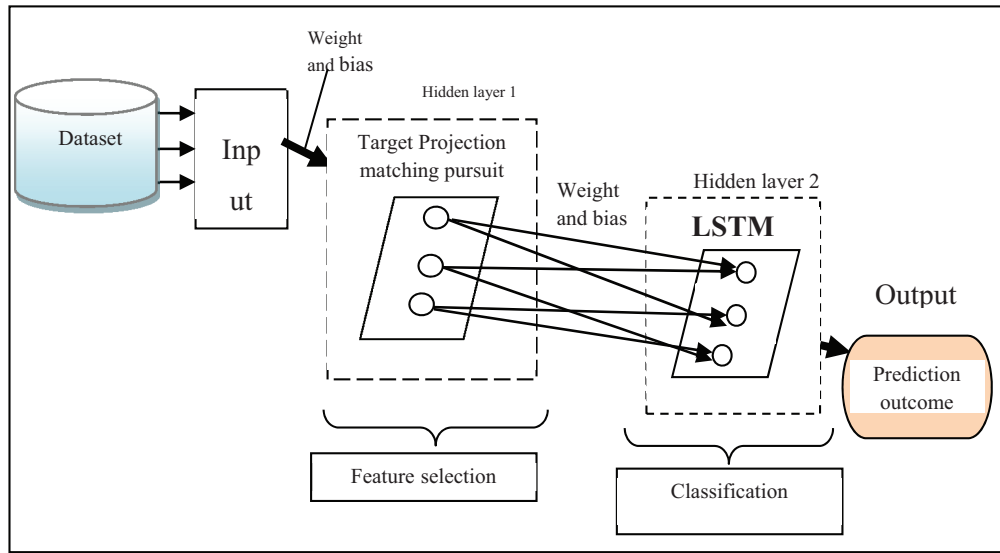 Weight
and bias
Hidden layer 1
Dataset
Inp
ut
Target Projection
matching pursuit
Weight
and bias
Hidden layer 2
LSTM
Output
Prediction
outcome
Feature selection
Classification